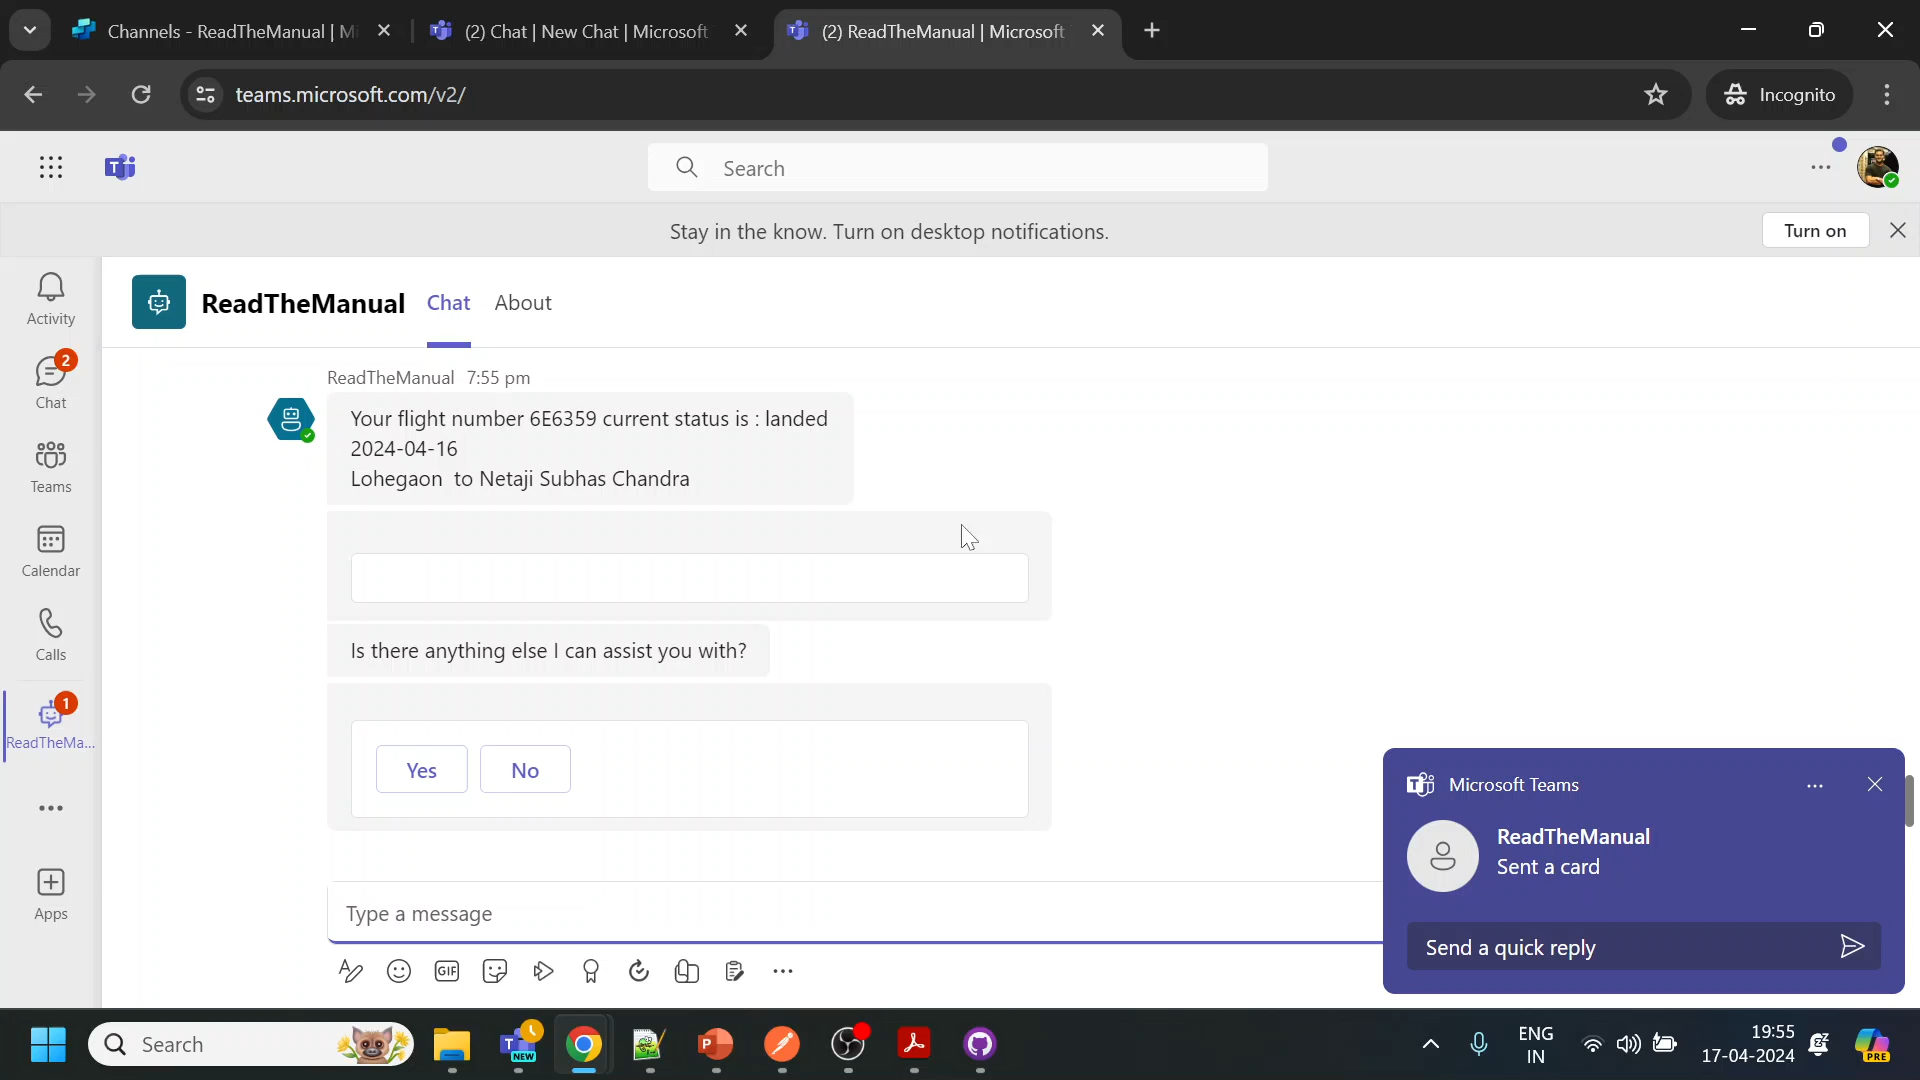 Channels - ReadTheManual | Mi
(2) Chat | New Chat | Microsoft
(2) ReadTheManual | Microsoft
teams.microsoft.com/v2/
Incognito
Search
Stay in the know. Turn on desktop notifications.
Turn on
Activity
2
Chat
Teams
Calendar
Calls
1
ReadTheMa...
Apps
ReadTheManual
Chat
About
ReadTheManual 7:55 pm
Your flight number 6E6359 current status is : landed
2024-04-16
Lohegaon to Netaji Subhas Chandra
Is there anything else I can assist you with?
Yes
No
Type a message
GIF
Microsoft Teams
ReadTheManual
Sent a card
Send a quick reply
Search
NEW
ENG
IN
19:55
17-04-2024
PRE